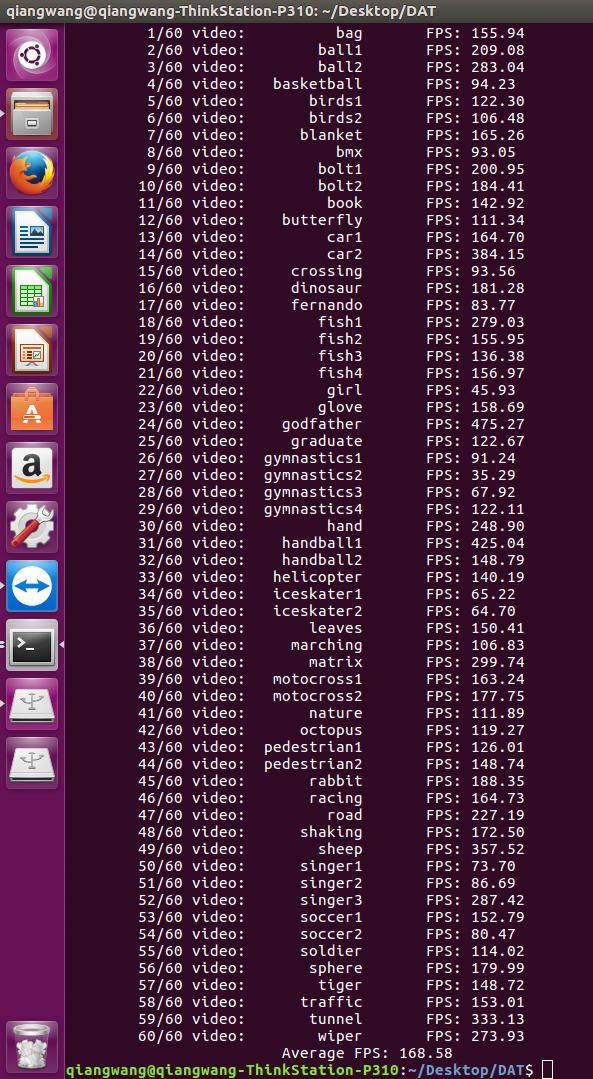 qiangwang@qiangwang-ThinkStation-P310: ~/Desktop/DAT
1/60 video: bag FPS: 155.94
2/60 video: ball1 FPS: 209.08
3/60 video: ball2 FPS: 283.04
4/60 video: basketball FPS: 94.23
5/60 video: birds1 FPS: 122.30
6/60 video: birds2 FPS: 106.48
7/60 video: blanket FPS: 165.26
8/60 video: bmx FPS: 93.05
9/60 video: bolt1 FPS: 200.95
10/60 video: bolt2 FPS: 184.41
11/60 video: book FPS: 142.92
12/60 video: butterfly FPS: 111.34
13/60 video: car1 FPS: 164.70
14/60 video: car2 FPS: 384.15
15/60 video: crossing FPS: 93.56
16/60 video: dinosaur FPS: 181.28
17/60 video: fernando FPS: 83.77
18/60 video: fish1 FPS: 279.03
19/60 video: fish2 FPS: 155.95
20/60 video: fish3 FPS: 136.38
21/60 video: fish4 FPS: 156.97
22/60 video: girl FPS: 45.93
23/60 video: glove FPS: 158.69
24/60 video: godfather FPS: 475.27
25/60 video: graduate FPS: 122.67
26/60 video: gymnastics1 FPS: 91.24
27/60 video: gymnastics2 FPS: 35.29
28/60 video: gymnastics3 FPS: 67.92
29/60 video: gymnastics4 FPS: 122.11
30/60 video: hand FPS: 248.90
31/60 video: handball1 FPS: 425.04
32/60 video: handball2 FPS: 148.79
33/60 video: helicopter FPS: 140.19
34/60 video: iceskater1 FPS: 65.22
35/60 video: iceskater2 FPS: 64.70
36/60 video: leaves FPS: 150.41
37/60 video: marching FPS: 106.83
38/60 video: matrix FPS: 299.74
39/60 video: motocross1 FPS: 163.24
40/60 video: motocross2 FPS: 177.75
41/60 video: nature FPS: 111.89
42/60 video: octopus FPS: 119.27
43/60 video: pedestrian1 FPS: 126.01
44/60 video: pedestrian2 FPS: 148.74
45/60 video: rabbit FPS: 188.35
46/60 video: racing FPS: 164.73
47/60 video: road FPS: 227.19
48/60 video: shaking FPS: 172.50
49/60 video: sheep FPS: 357.52
50/60 video: singer1 FPS: 73.70
51/60 video: singer2 FPS: 86.69
52/60 video: singer3 FPS: 287.42
53/60 video: soccer1 FPS: 152.79
54/60 video: soccer2 FPS: 80.47
55/60 video: soldier FPS: 114.02
56/60 video: sphere FPS: 179.99
57/60 video: tiger FPS: 148.72
58/60 video: traffic FPS: 153.01
59/60 video: tunnel FPS: 333.13
60/60 video: wiper FPS: 273.93
Average FPS: 168.58
qiangwang@qiangwang-ThinkStation-P310:~/Desktop/DAT$